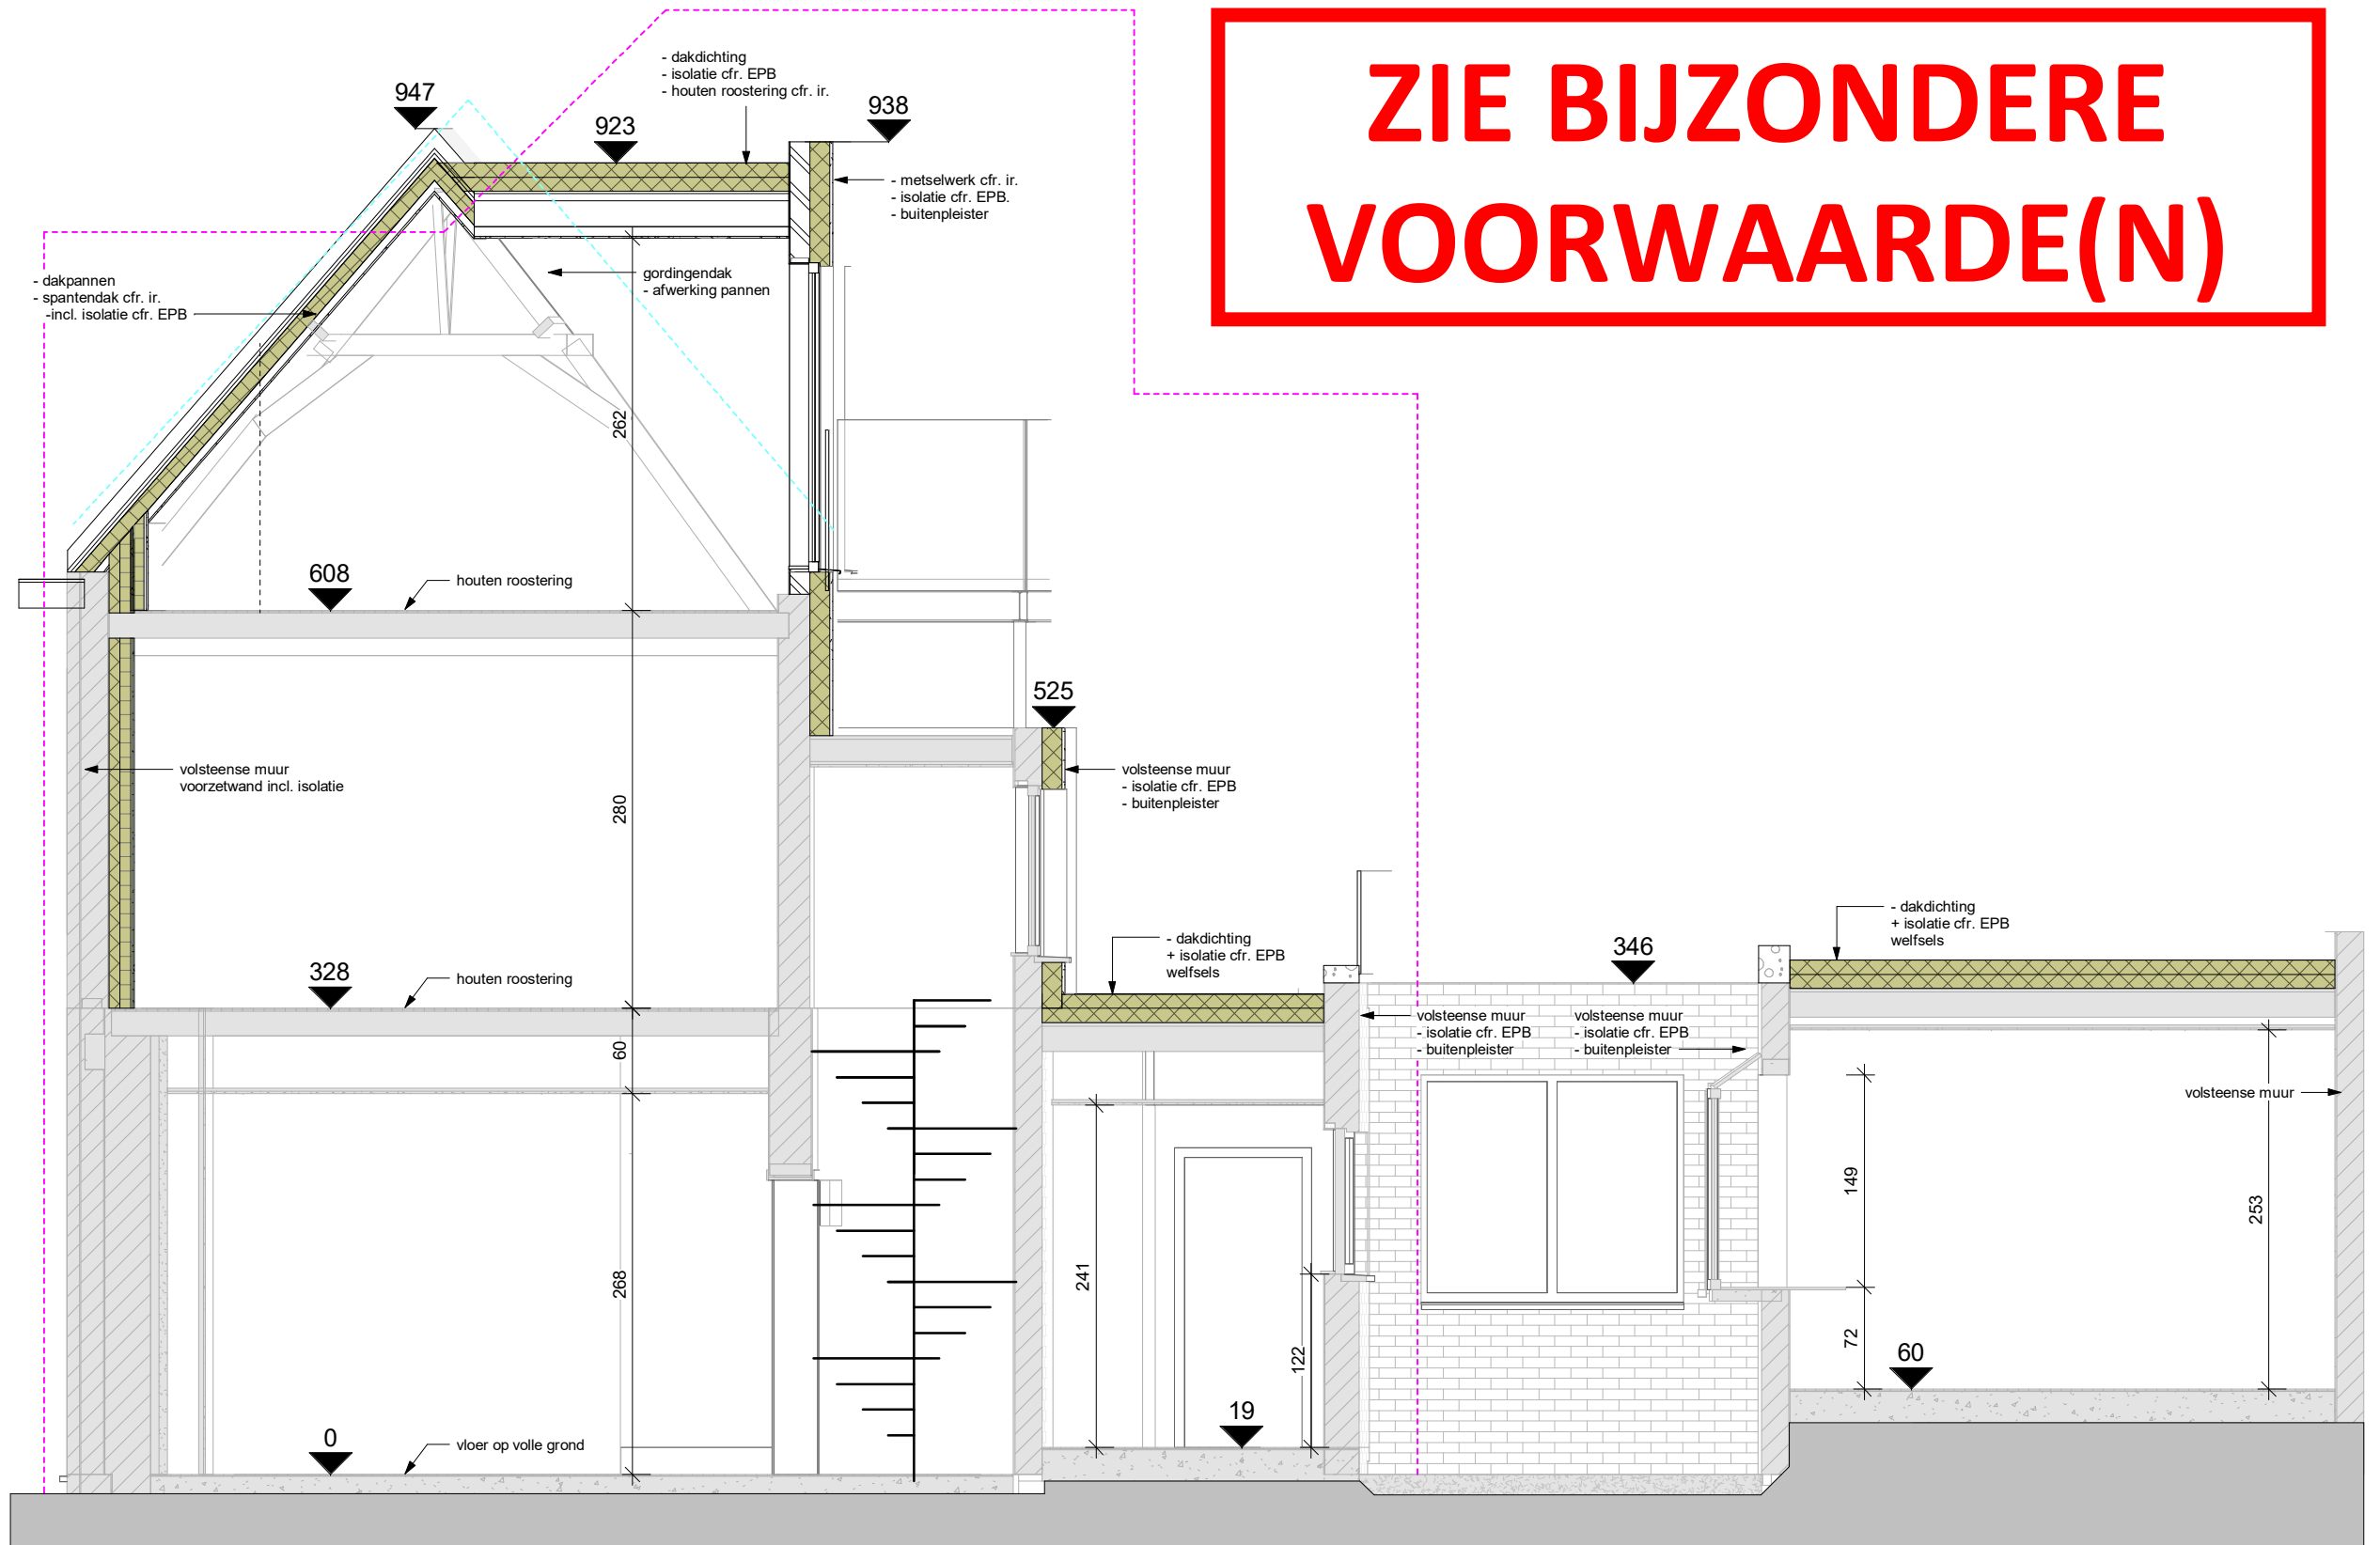 ZIE BIJZONDERE
VOORWAARDE(N)
- dakdichting
- isolatie cfr. EPB
- houten roostering cfr. ir.
947
923
938
- metselwerk cfr. ir.
- isolatie cfr. EPB.
- buitenpleister
- dakpannen
- spantendak cfr. ir.
-incl. isolatie cfr. EPB
gordingendak
- afwerking pannen
262
608
houten roostering
525
volsteense muur
voorzetwand incl. isolatie
280
volsteense muur
- isolatie cfr. EPB
- buitenpleister
328
houten roostering
- dakdichting
+ isolatie cfr. EPB
welfsels
346
- dakdichting
+ isolatie cfr. EPB
welfsels
60
volsteense muur
- isolatie cfr. EPB
- buitenpleister
volsteense muur
- isolatie cfr. EPB
- buitenpleister
volsteense muur
149
253
268
241
122
72
60
0
vloer op volle grond
19